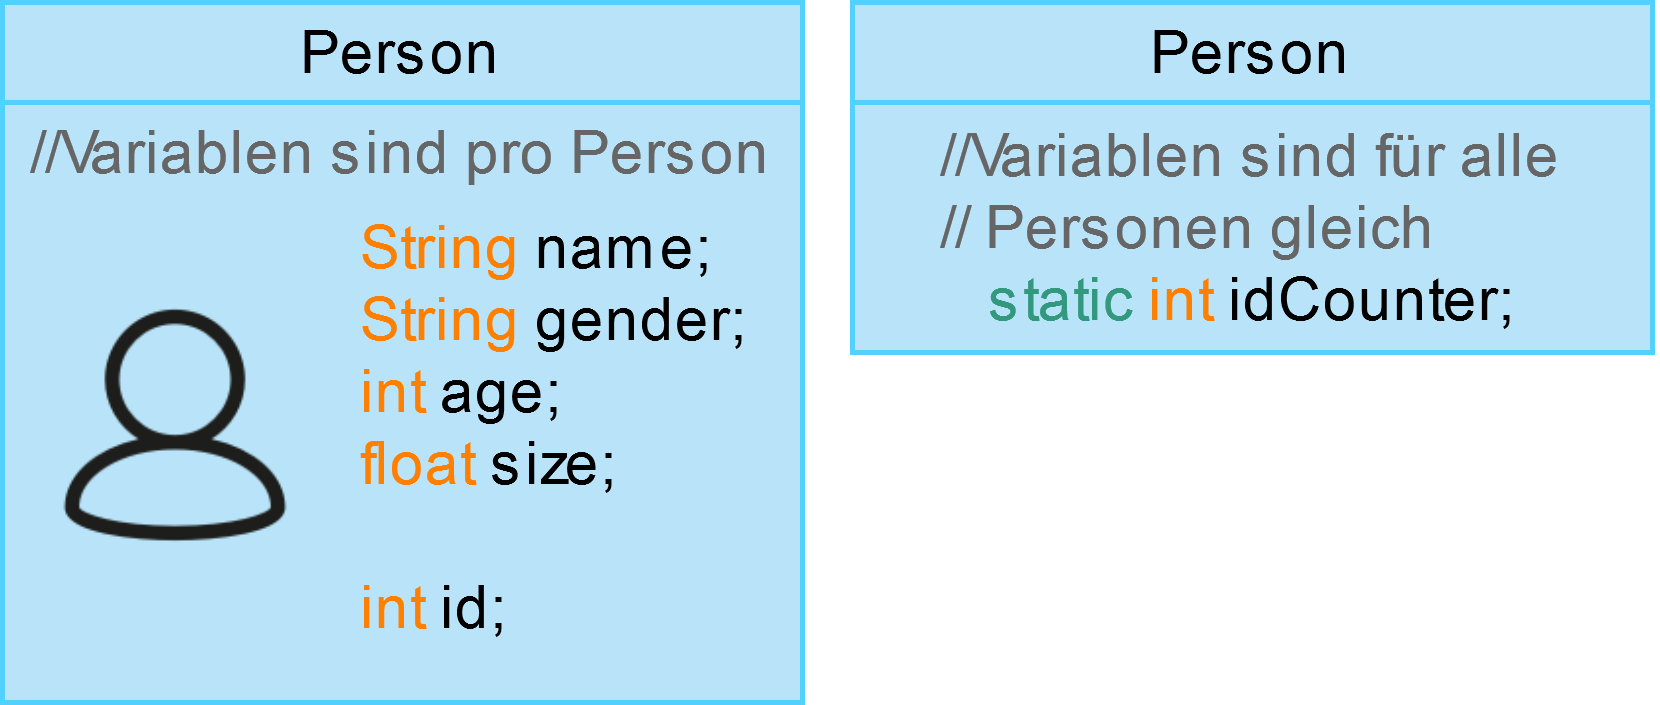 Person
//Variablen sind pro Person
String name;
String gender;
int age;
float size;
int id;
Person
//Variablen sind für alle
// Personen gleich
static int idCounter;